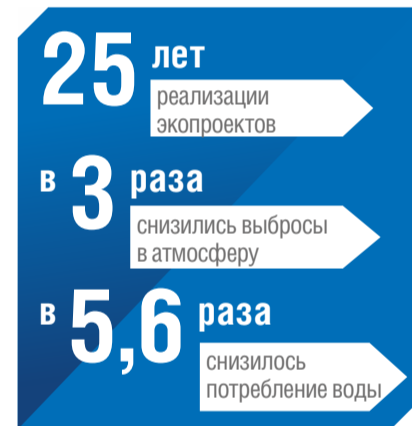 25 лет
реализации
экопроектов
в 3 раза
снизились выбросы
в атмосферу
в 5,6 раза
снизилось
потребление воды